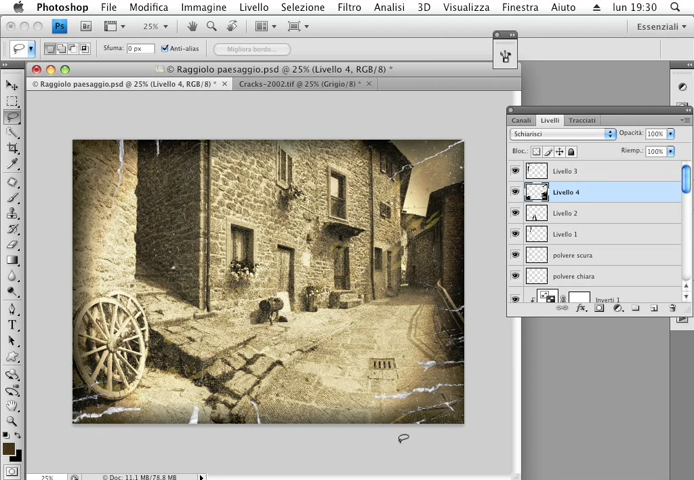 Photoshop File Modifica Immagine Livello Selezione Filtro Analisi 3D Vista Visualizza Finestra Aiuto lun 19:30
Ps 25% Essenziali
Sfuma: 0 px Anti-alias Migliora bordo...
© Raggiolo paesaggio.psd @ 25% (Livello 4, RGB/8) *
© Raggiolo paesaggio.psd @ 25% (Livello 4, RGB/8) * × Cracks-2002.tif @ 25% (Grigio/8) * ×
Canali Livelli Tracciati
Schiarisci Opacità: 100%
Bloc.: Riemp.: 100%
Livello 3
Livello 4
Livello 2
Livello 1
polvere scura
polvere chiara
Inverti 1
fx
25% Doc: 11,1 MB/78,8 MB